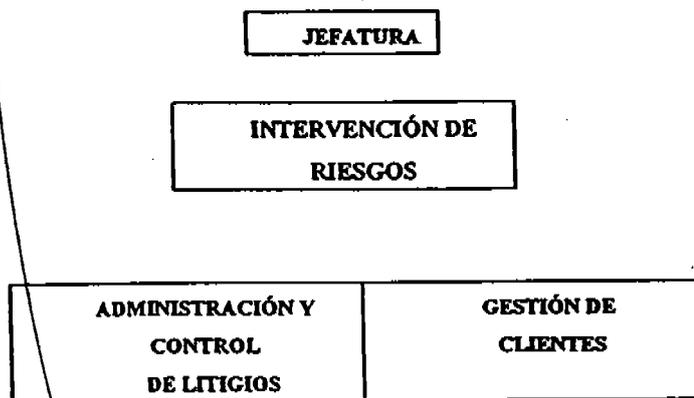 JEFATURA
INTERVENCIÓN DE
RIESGOS
ADMINISTRACIÓN Y
CONTROL
DE LITIGIOS
GESTIÓN DE
CLIENTES